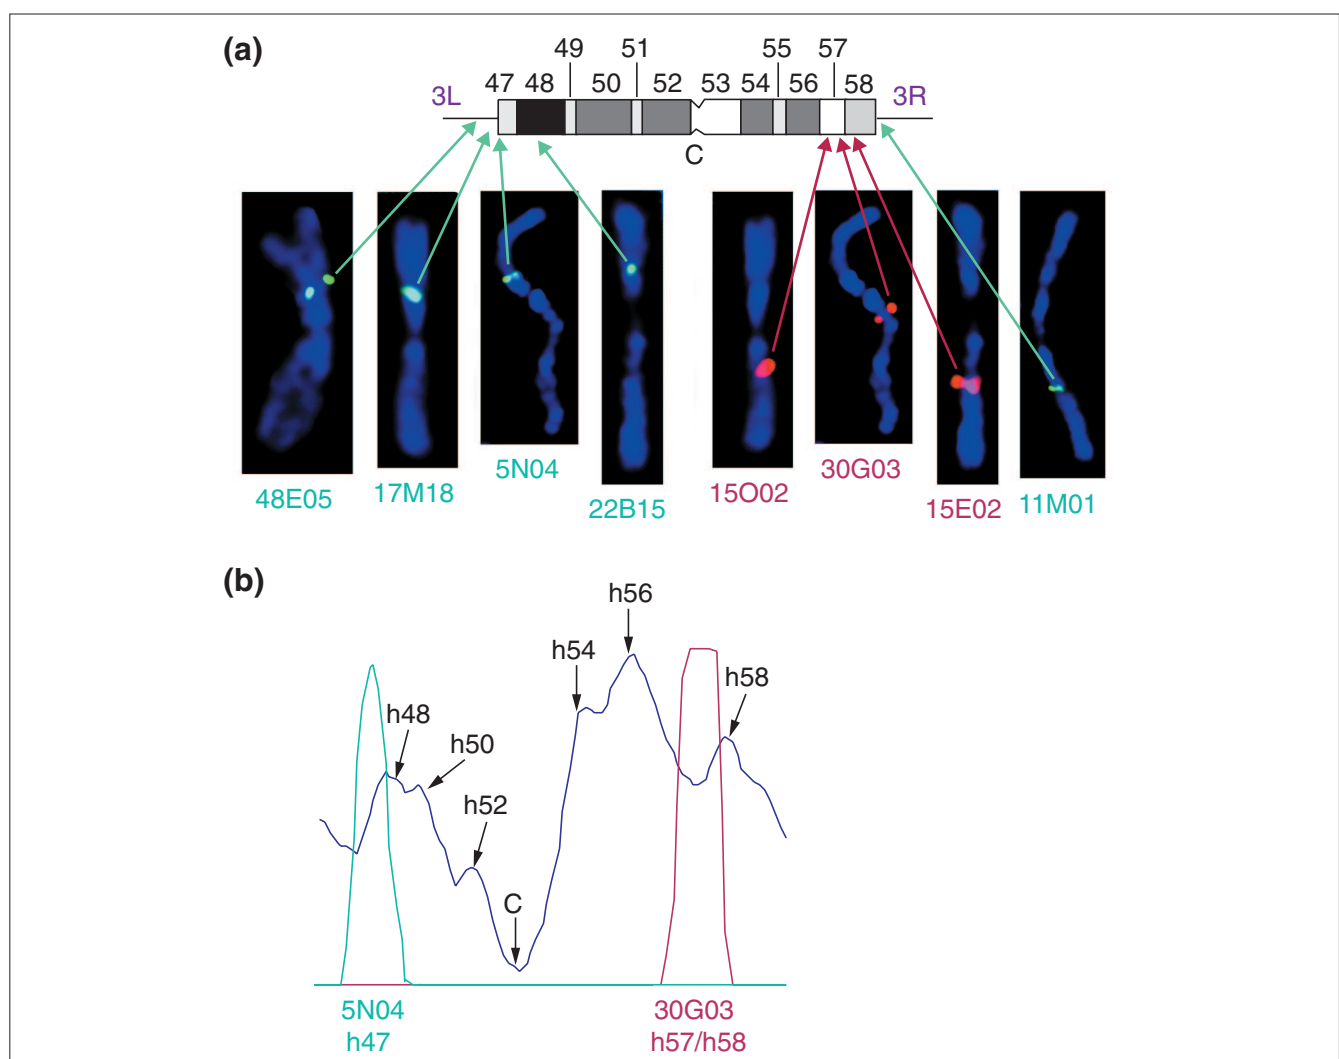 (a)
49 51 55 57
47 48 50 52 53 54 56 58
3L 3R
C
48E05 17M18 5N04 22B15 15O02 30G03 15E02 11M01
(b)
h56
h54
h58
h48
h50
h52
C
5N04 30G03
h47 h57/h58